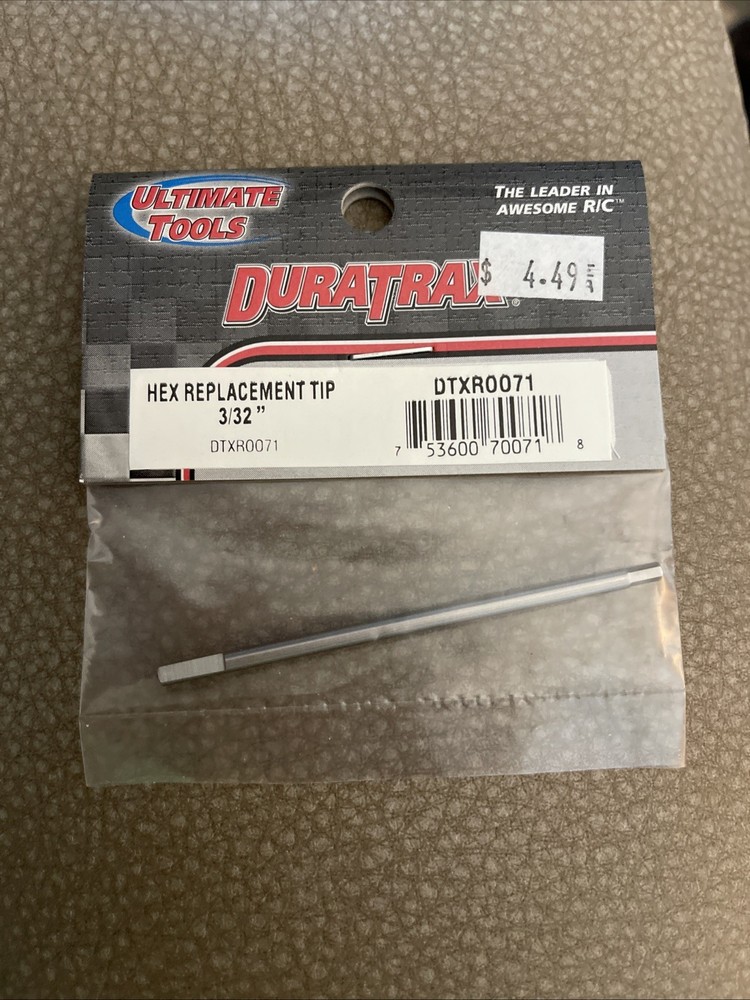 ULTIMATE
TOOLS
THE LEADER IN
AWESOME R/C™
$ 4.49
DURATRAX®
HEX REPLACEMENT TIP
3/32"
DTXR0071
DTXR0071
7 53600 70071 8